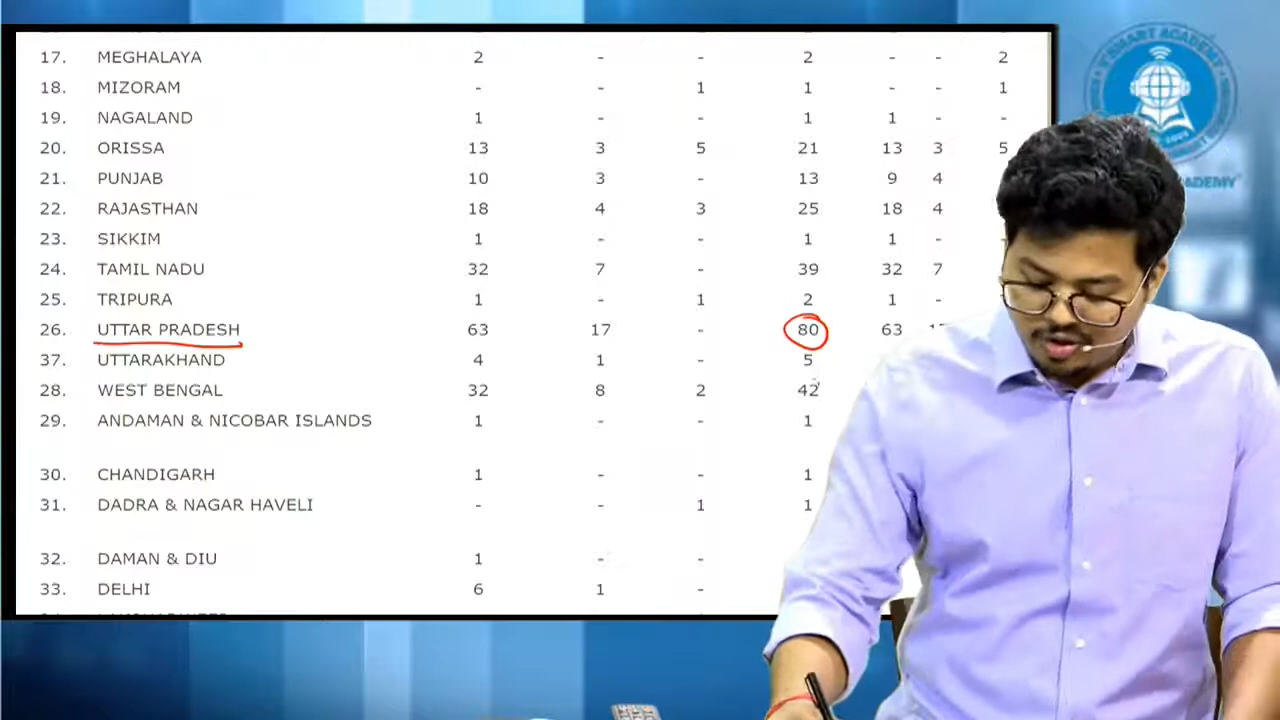 17. MEGHALAYA 2 - - 2 - - 2
18. MIZORAM - - 1 1 - - 1
19. NAGALAND 1 - - 1 1 - -
20. ORISSA 13 3 5 21 13 3 5
21. PUNJAB 10 3 - 13 9 4
22. RAJASTHAN 18 4 3 25 18 4
23. SIKKIM 1 - - 1 1 -
24. TAMIL NADU 32 7 - 39 32 7
25. TRIPURA 1 - 1 2 1 -
26. UTTAR PRADESH 63 17 - 80 63
37. UTTARAKHAND 4 1 - 5
28. WEST BENGAL 32 8 2 42
29. ANDAMAN & NICOBAR ISLANDS 1 - - 1
30. CHANDIGARH 1 - - 1
31. DADRA & NAGAR HAVELI - - 1 1
32. DAMAN & DIU 1 - -
33. DELHI 6 1 -
V SMART ACADEMY